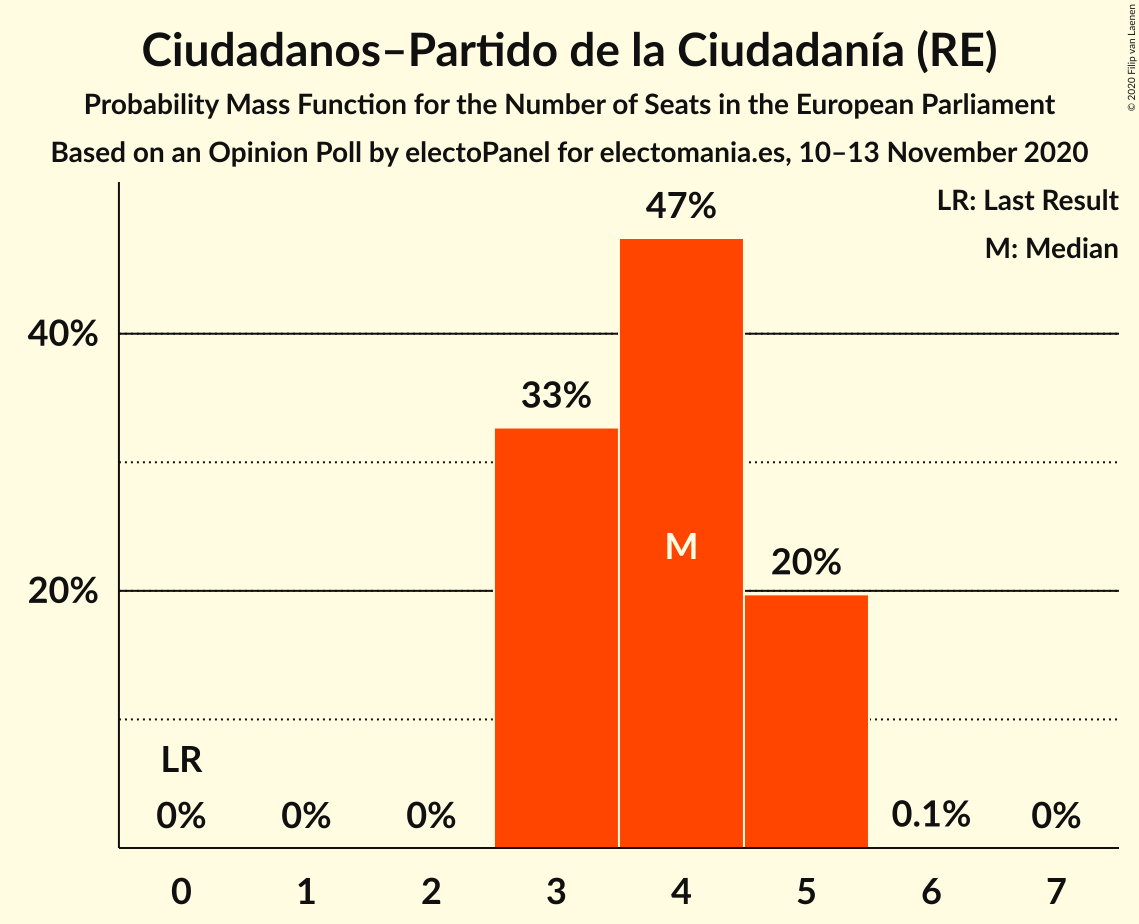 Ciudadanos–Partido de la Ciudadanía (RE)
Probability Mass Function for the Number of Seats in the European Parliament
Based on an Opinion Poll by electoPanel for electomania.es, 10–13 November 2020
© 2020 Filip van Laenen
LR: Last Result
M: Median
47%
40%
33%
M
20%
20%
LR
0%
0%
0%
0.1%
0%
0
1
2
3
4
5
6
7